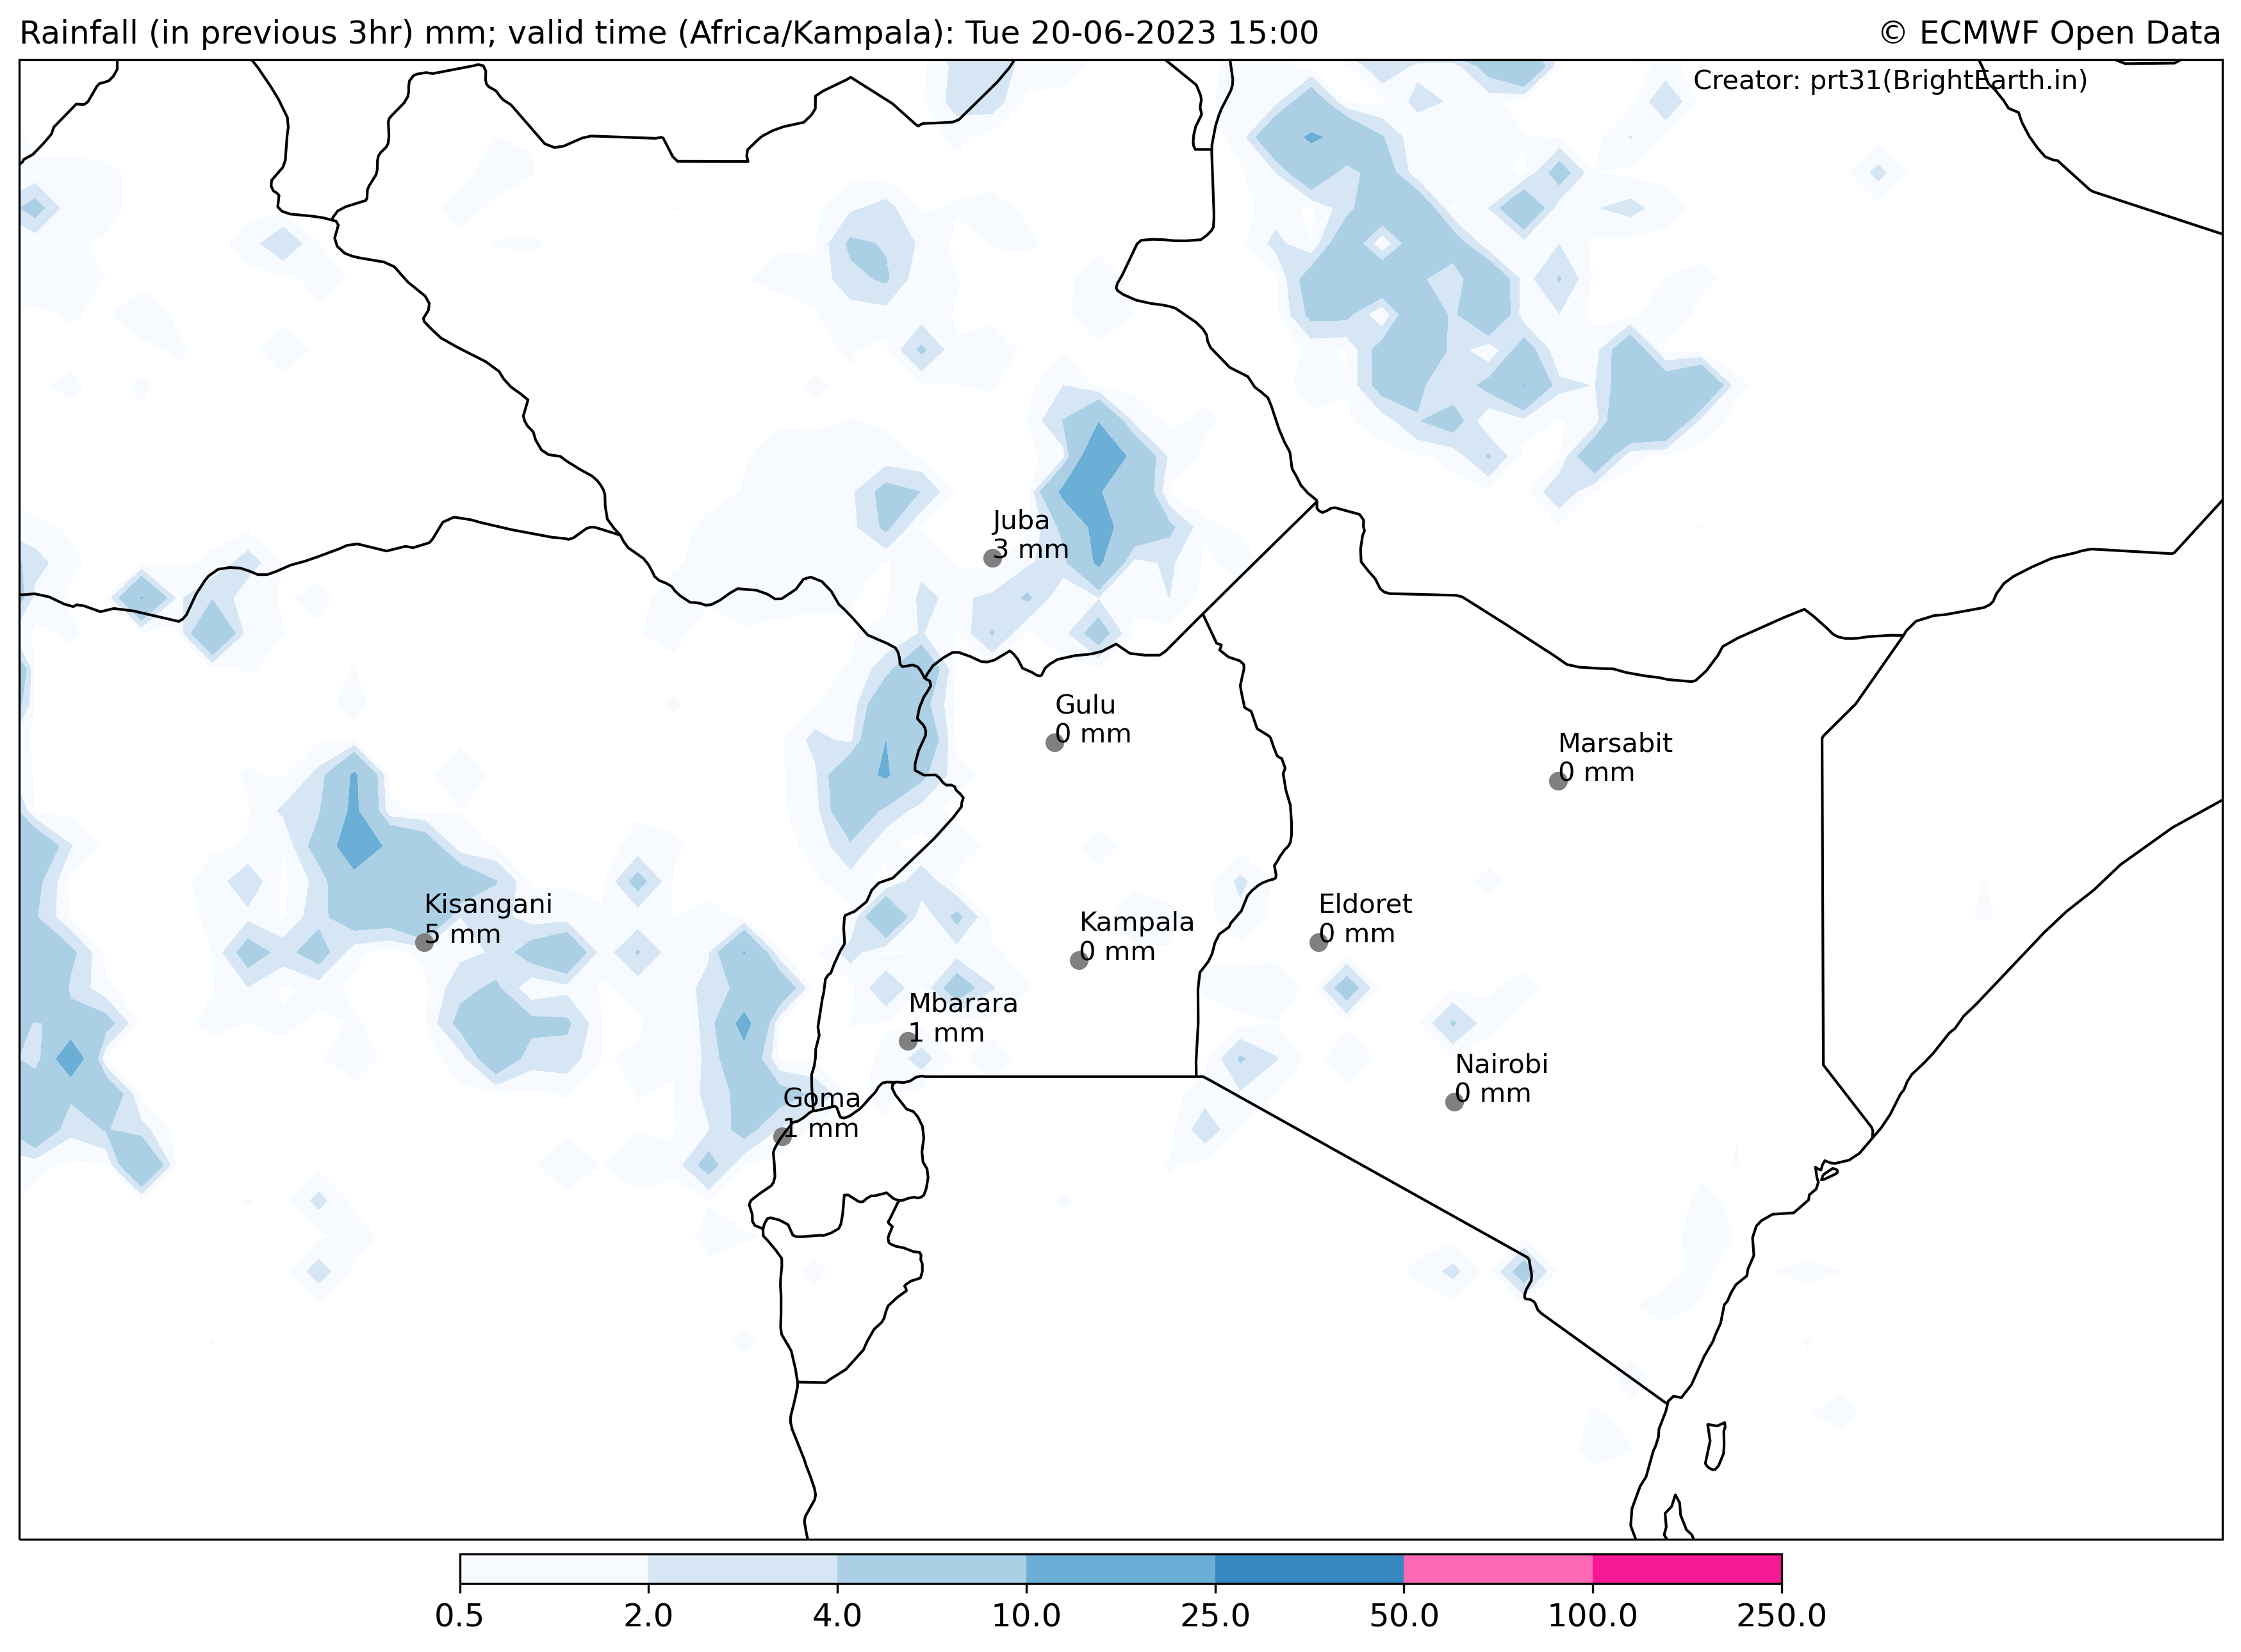 Rainfall (in previous 3hr) mm; valid time (Africa/Kampala): Tue 20-06-2023 15:00
© ECMWF Open Data
Creator: prt31(BrightEarth.in)
Juba
3 mm
Gulu
0 mm
Marsabit
0 mm
Kisangani
5 mm
Eldoret
0 mm
Kampala
0 mm
Mbarara
1 mm
Nairobi
0 mm
Goma
1 mm
0.5 2.0 4.0 10.0 25.0 50.0 100.0 250.0